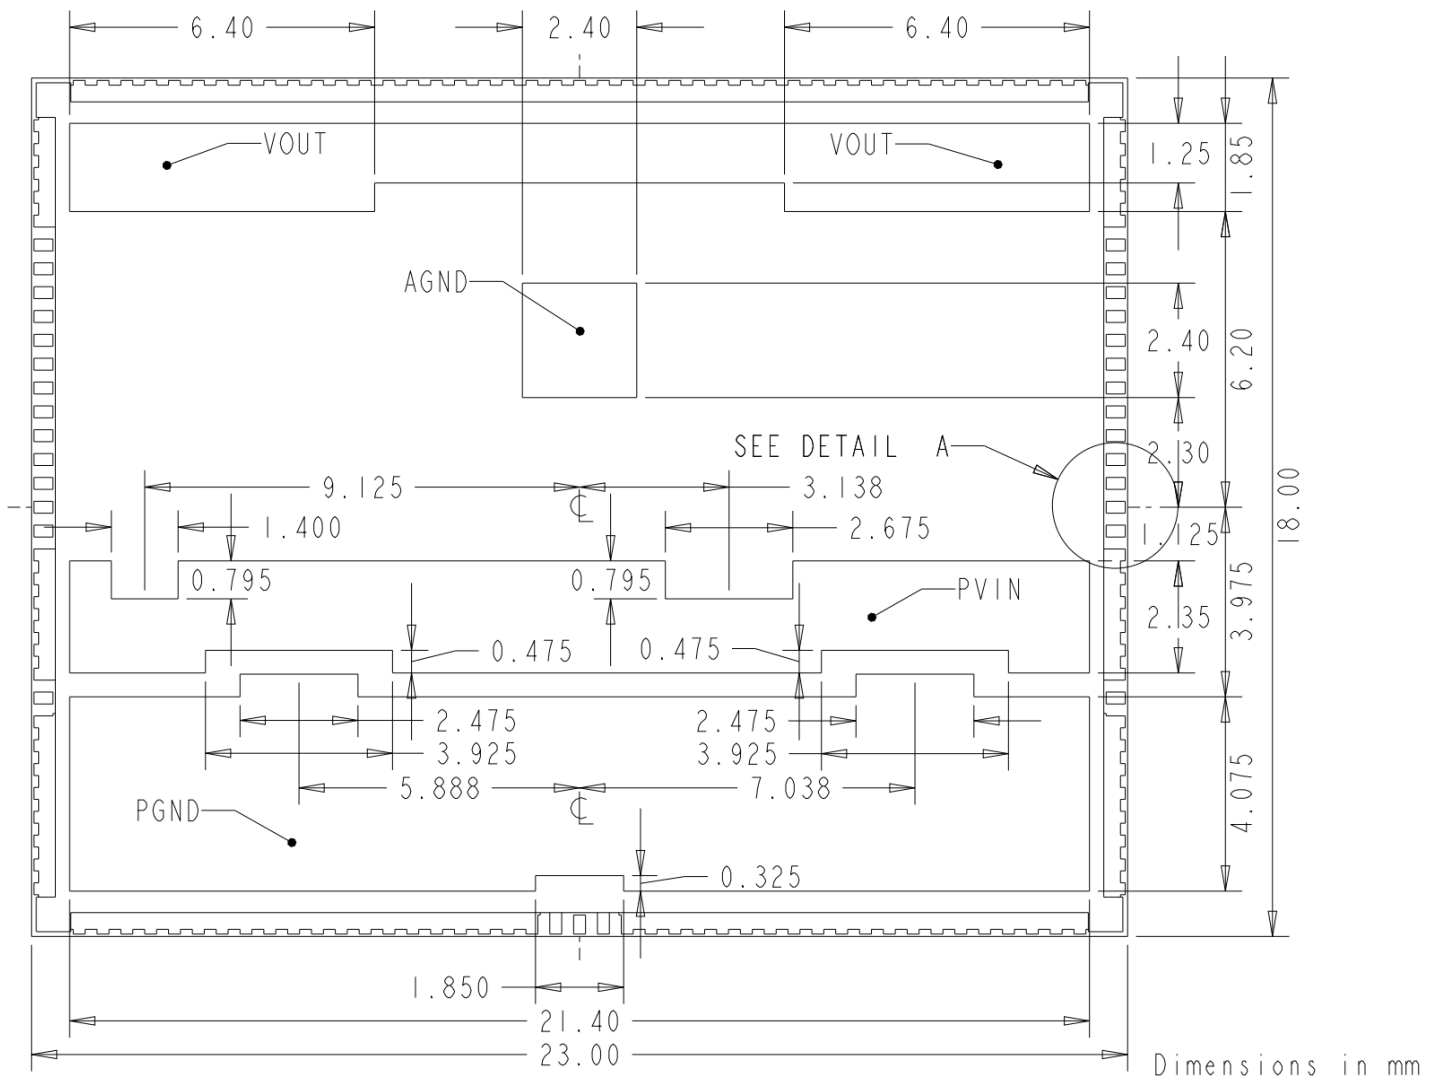 6.40 2.40 6.40
VOUT VOUT 1.25 1.85
AGND 2.40 6.20
SEE DETAIL A 2.30
9.125 3.138 18.00
℄
1.400 2.675 1.125
0.795 0.795 PVIN 3.975
2.35
0.475 0.475
2.475 2.475
3.925 3.925
5.888 7.038 4.075
℄
PGND
0.325
1.850
21.40
23.00
Dimensions in mm